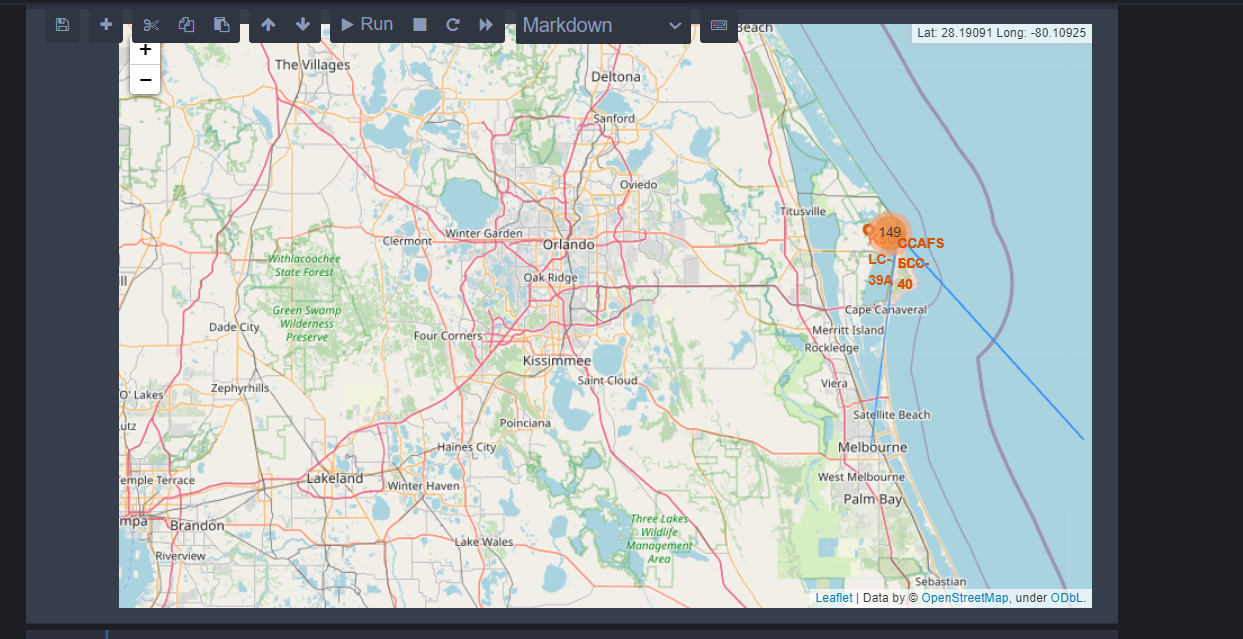 Run
Markdown
Beach
Lat: 28.19091 Long: -80.10925
+
−
The Villages
Deltona
Sanford
Oviedo
Titusville
Winter Garden
Clermont
Orlando
149
CCAFS
LC-
39A
40
Withlacoochee
State Forest
Oak Ridge
Green Swamp
Wilderness
Preserve
Cape Canaveral
Dade City
Four Corners
Merritt Island
Rockledge
Kissimmee
Saint Cloud
Viera
Zephyrhills
O' Lakes
Satellite Beach
utz
Poinciana
Haines City
Melbourne
Temple Terrace
Lakeland
Winter Haven
West Melbourne
Palm Bay
mpa
Brandon
Three Lakes
Wildlife
Management
Area
Lake Wales
Riverview
Sebastian
Leaflet | Data by © OpenStreetMap, under ODbL.